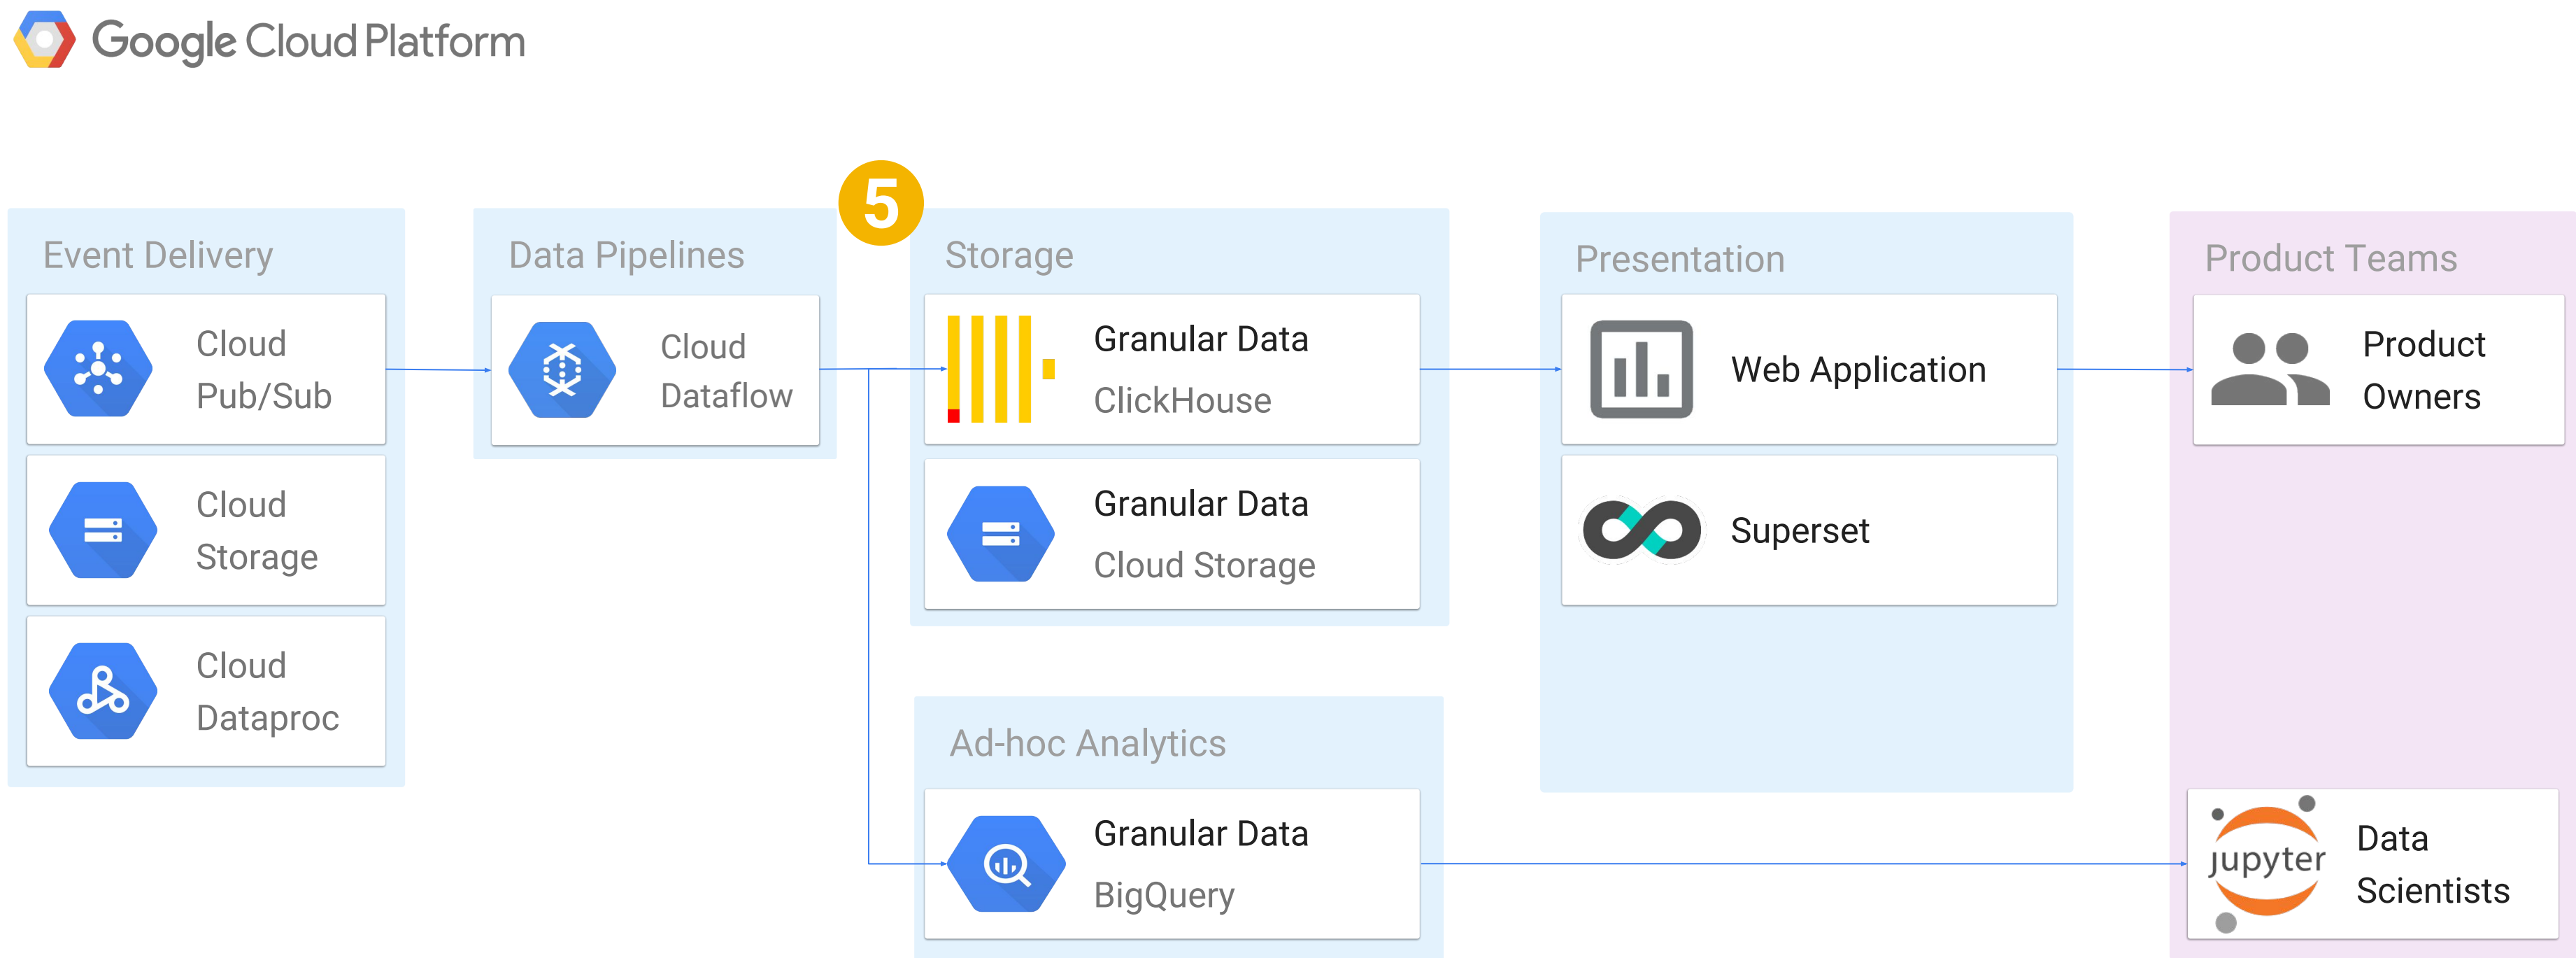 Google Cloud Platform
5
Event Delivery
Cloud
Pub/Sub
Cloud
Storage
Cloud
Dataproc
Data Pipelines
Cloud
Dataflow
Storage
Granular Data
ClickHouse
Granular Data
Cloud Storage
Ad-hoc Analytics
Granular Data
BigQuery
Presentation
Web Application
Superset
Product Teams
Product
Owners
jupyter
Data
Scientists